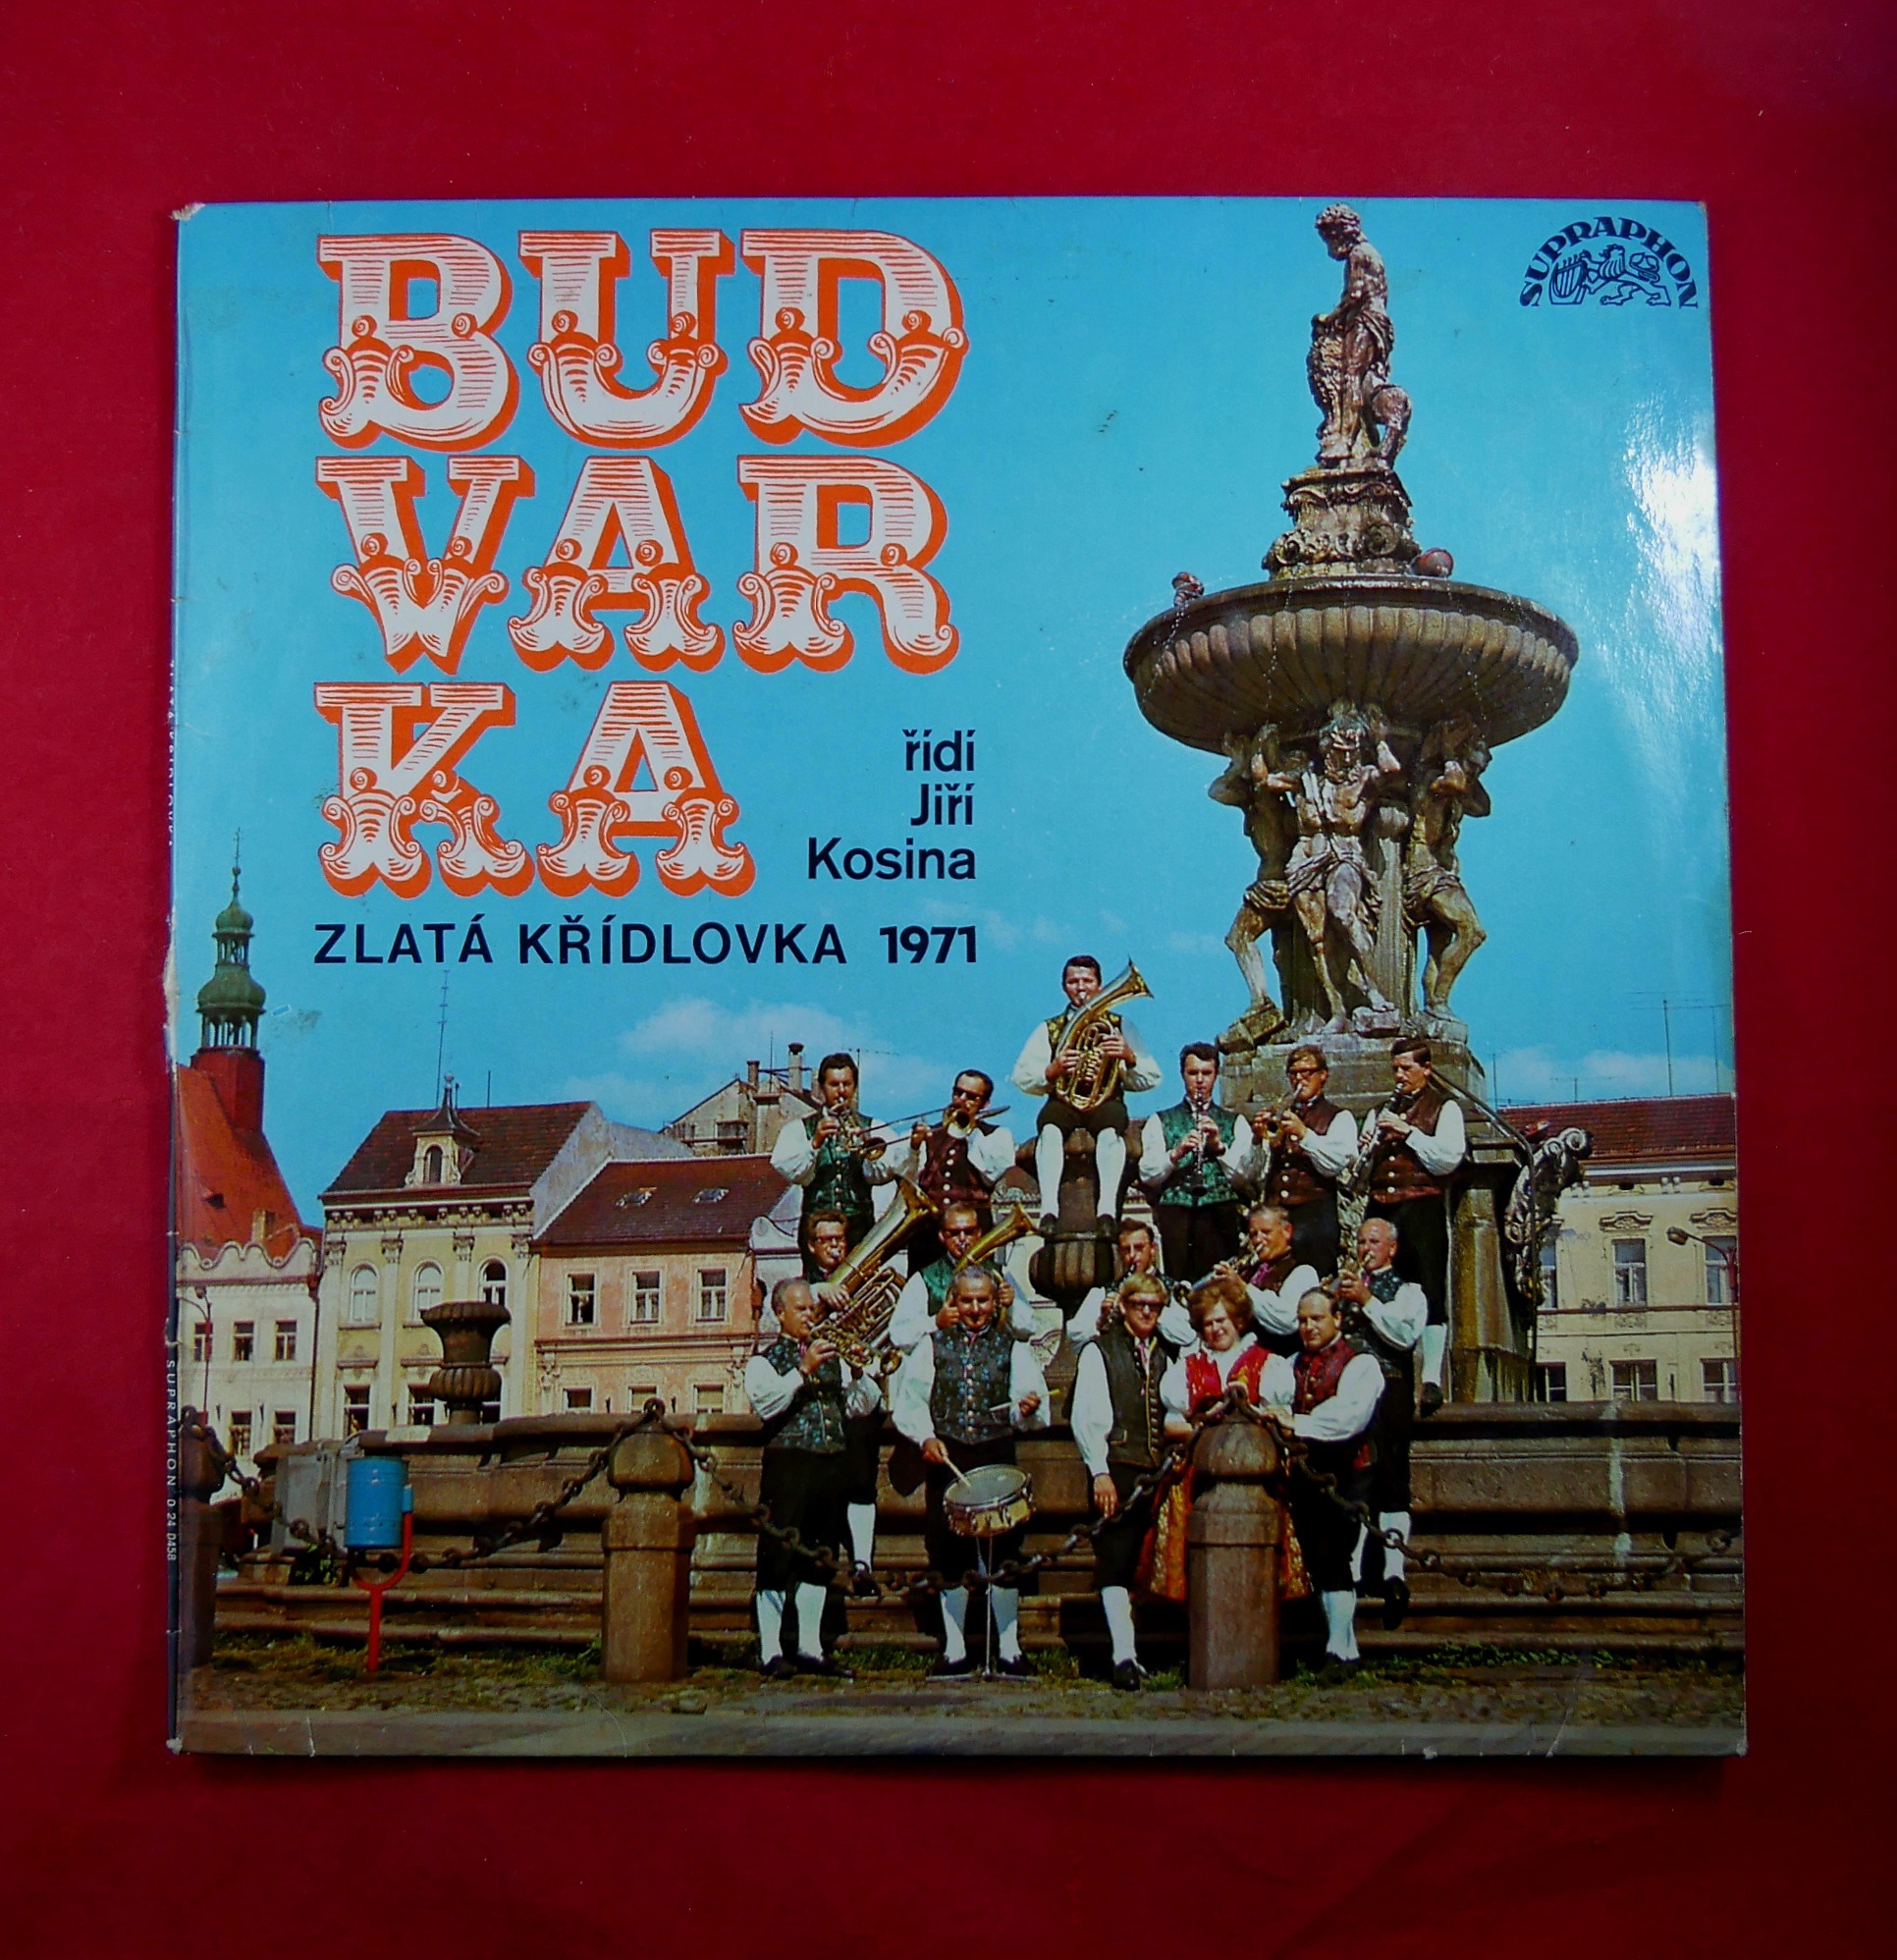 BUD
VAR
KA
řídí
Jiří
Kosina
ZLATÁ KŘÍDLOVKA 1971
SUPRAPHON
SUPRAPHON